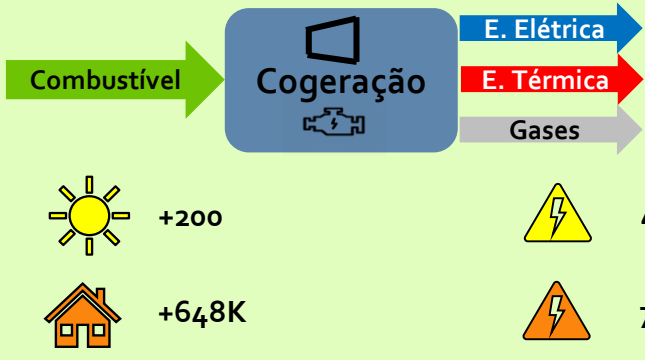 E. Elétrica
Combustível
Cogeração
E. Térmica
Gases
+200
+648K